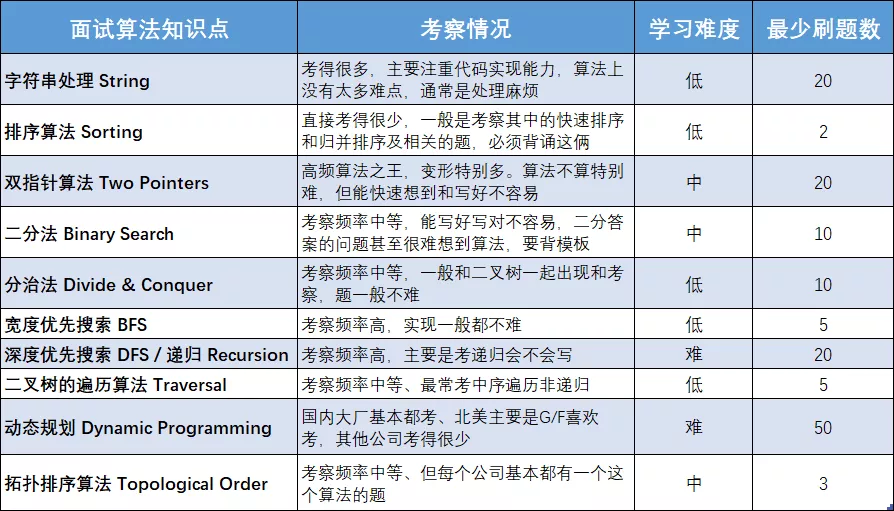 面试算法知识点 考察情况 学习难度 最少刷题数
字符串处理 String 考得很多，主要注重代码实现能力，算法上 低 20
没有太多难点，通常是处理麻烦
排序算法 Sorting 直接考得很少，一般是考察其中的快速排序 低 2
和归并排序及相关的题，必须背诵这俩
双指针算法 Two Pointers 高频算法之王，变形特别多。算法不算特别 中 20
难，但能快速想到和写好不容易
二分法 Binary Search 考察频率中等，能写好写对不容易，二分答 中 10
案的问题甚至很难想到算法，要背模板
分治法 Divide & Conquer 考察频率中等，一般和二叉树一起出现和考 低 10
察，题一般不难
宽度优先搜索 BFS 考察频率高，实现一般都不难 低 5
深度优先搜索 DFS / 递归 Recursion 考察频率高，主要是考递归会不会写 难 20
二叉树的遍历算法 Traversal 考察频率中等、最常考中序遍历非递归 低 5
动态规划 Dynamic Programming 国内大厂基本都考、北美主要是G/F喜欢 难 50
考，其他公司考得很少
拓扑排序算法 Topological Order 考察频率中等、但每个公司基本都有一个这 中 3
个算法的题